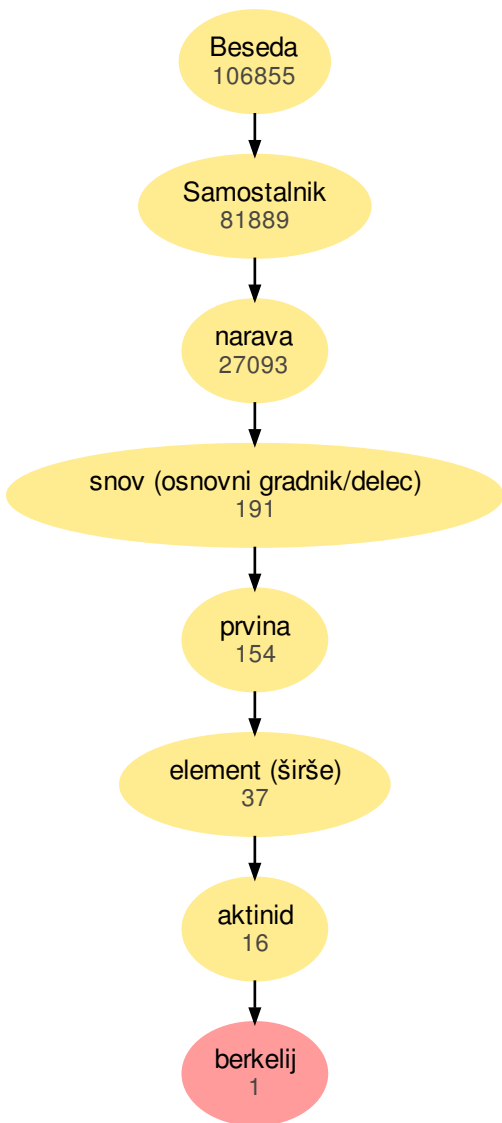 Beseda
106855
Samostalnik
81889
narava
27093
snov (osnovni gradnik/delec)
191
prvina
154
element (širše)
37
aktinid
16
berkelij
1